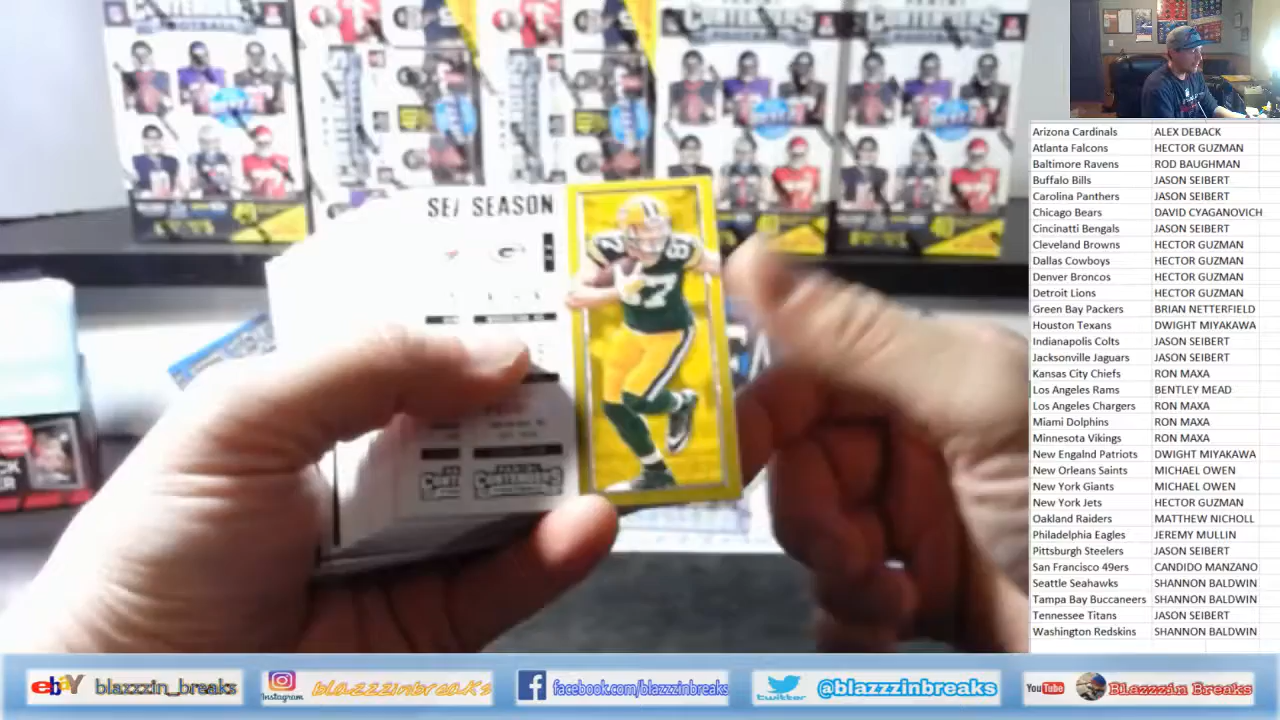 CONTENDERS
SEA SEASON
87
PANINI
CONTENDERS
Arizona Cardinals ALEX DEBACK
Atlanta Falcons HECTOR GUZMAN
Baltimore Ravens ROD BAUGHMAN
Buffalo Bills JASON SEIBERT
Carolina Panthers JASON SEIBERT
Chicago Bears DAVID CYAGANOVICH
Cincinatti Bengals JASON SEIBERT
Cleveland Browns HECTOR GUZMAN
Dallas Cowboys HECTOR GUZMAN
Denver Broncos HECTOR GUZMAN
Detroit Lions HECTOR GUZMAN
Green Bay Packers BRIAN NETTERFIELD
Houston Texans DWIGHT MIYAKAWA
Indianapolis Colts JASON SEIBERT
Jacksonville Jaguars JASON SEIBERT
Kansas City Chiefs RON MAXA
Los Angeles Rams BENTLEY MEAD
Los Angeles Chargers RON MAXA
Miami Dolphins RON MAXA
Minnesota Vikings RON MAXA
New Engalnd Patriots DWIGHT MIYAKAWA
New Orleans Saints MICHAEL OWEN
New York Giants MICHAEL OWEN
New York Jets HECTOR GUZMAN
Oakland Raiders MATTHEW NICHOLL
Philadelphia Eagles JEREMY MULLIN
Pittsburgh Steelers JASON SEIBERT
San Francisco 49ers CANDIDO MANZANO
Seattle Seahawks SHANNON BALDWIN
Tampa Bay Buccaneers SHANNON BALDWIN
Tennessee Titans JASON SEIBERT
Washington Redskins SHANNON BALDWIN
ebay blazzzin_breaks
Instagram blazzzinbreaks
facebook.com/blazzzinbreaks
twitter @blazzzinbreaks
YouTube Blazzzin Breaks